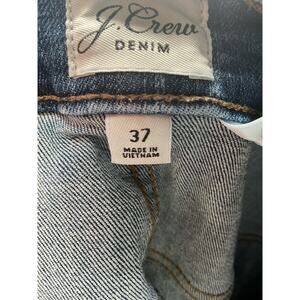 J.Crew
DENIM
37
MADE IN
VIETNAM